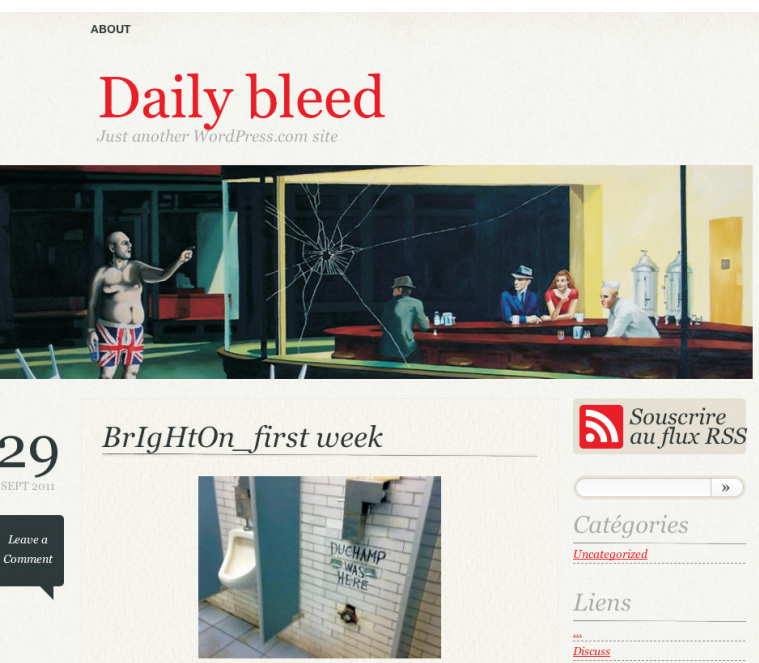 ABOUT
Daily bleed
Just another WordPress.com site
29
SEPT 2011
Leave a
Comment
BrIgHtOn_first week
DUCHAMP
WAS
HERE
Souscrire
au flux RSS
»
Catégories
Uncategorized
Liens
...
Discuss